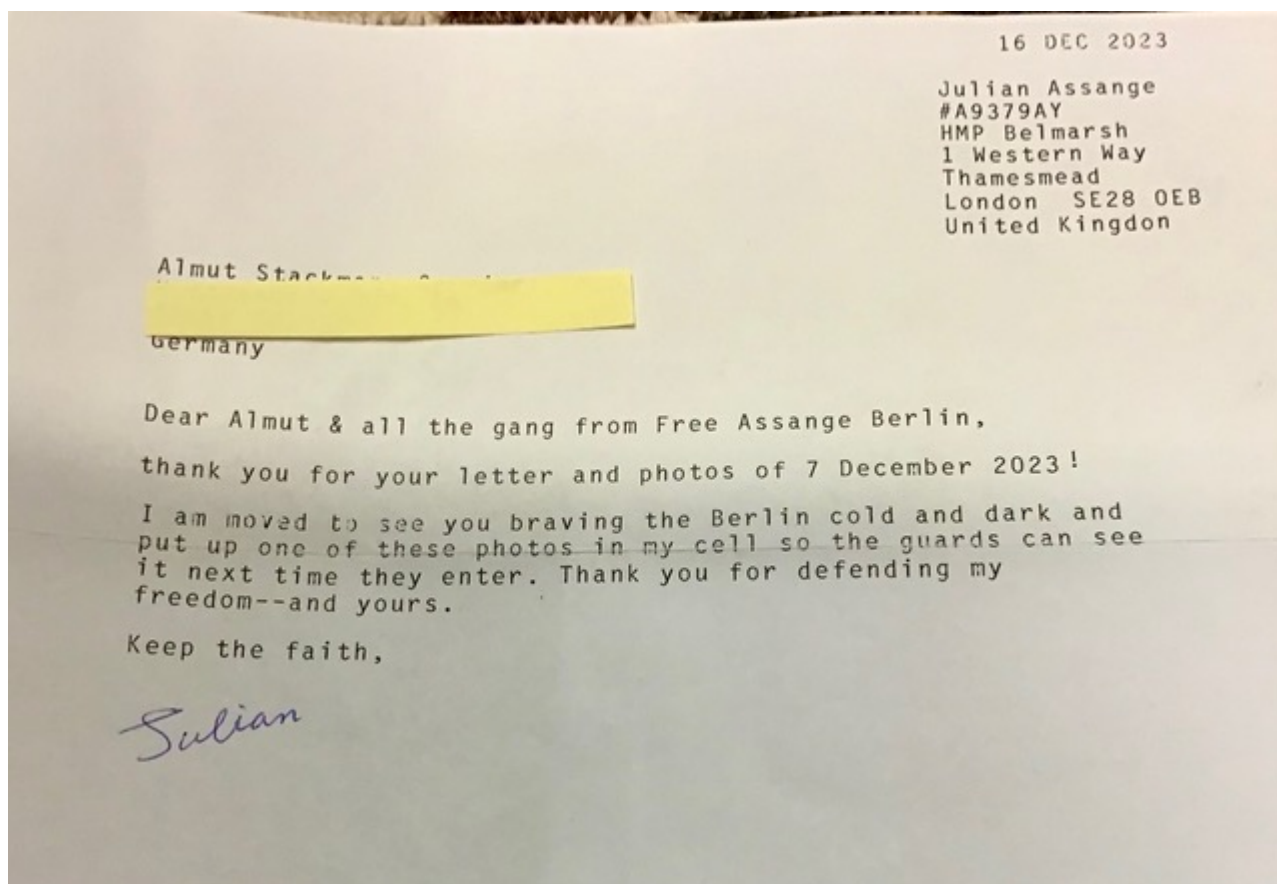 16 DEC 2023
Julian Assange
#A9379AY
HMP Belmarsh
1 Western Way
Thamesmead
London SE28 0EB
United Kingdon
Almut
Germany
Dear Almut & all the gang from Free Assange Berlin,
thank you for your letter and photos of 7 December 2023!
I am moved to see you braving the Berlin cold and dark and
put up one of these photos in my cell so the guards can see
it next time they enter. Thank you for defending my
freedom--and yours.
Keep the faith,
Julian